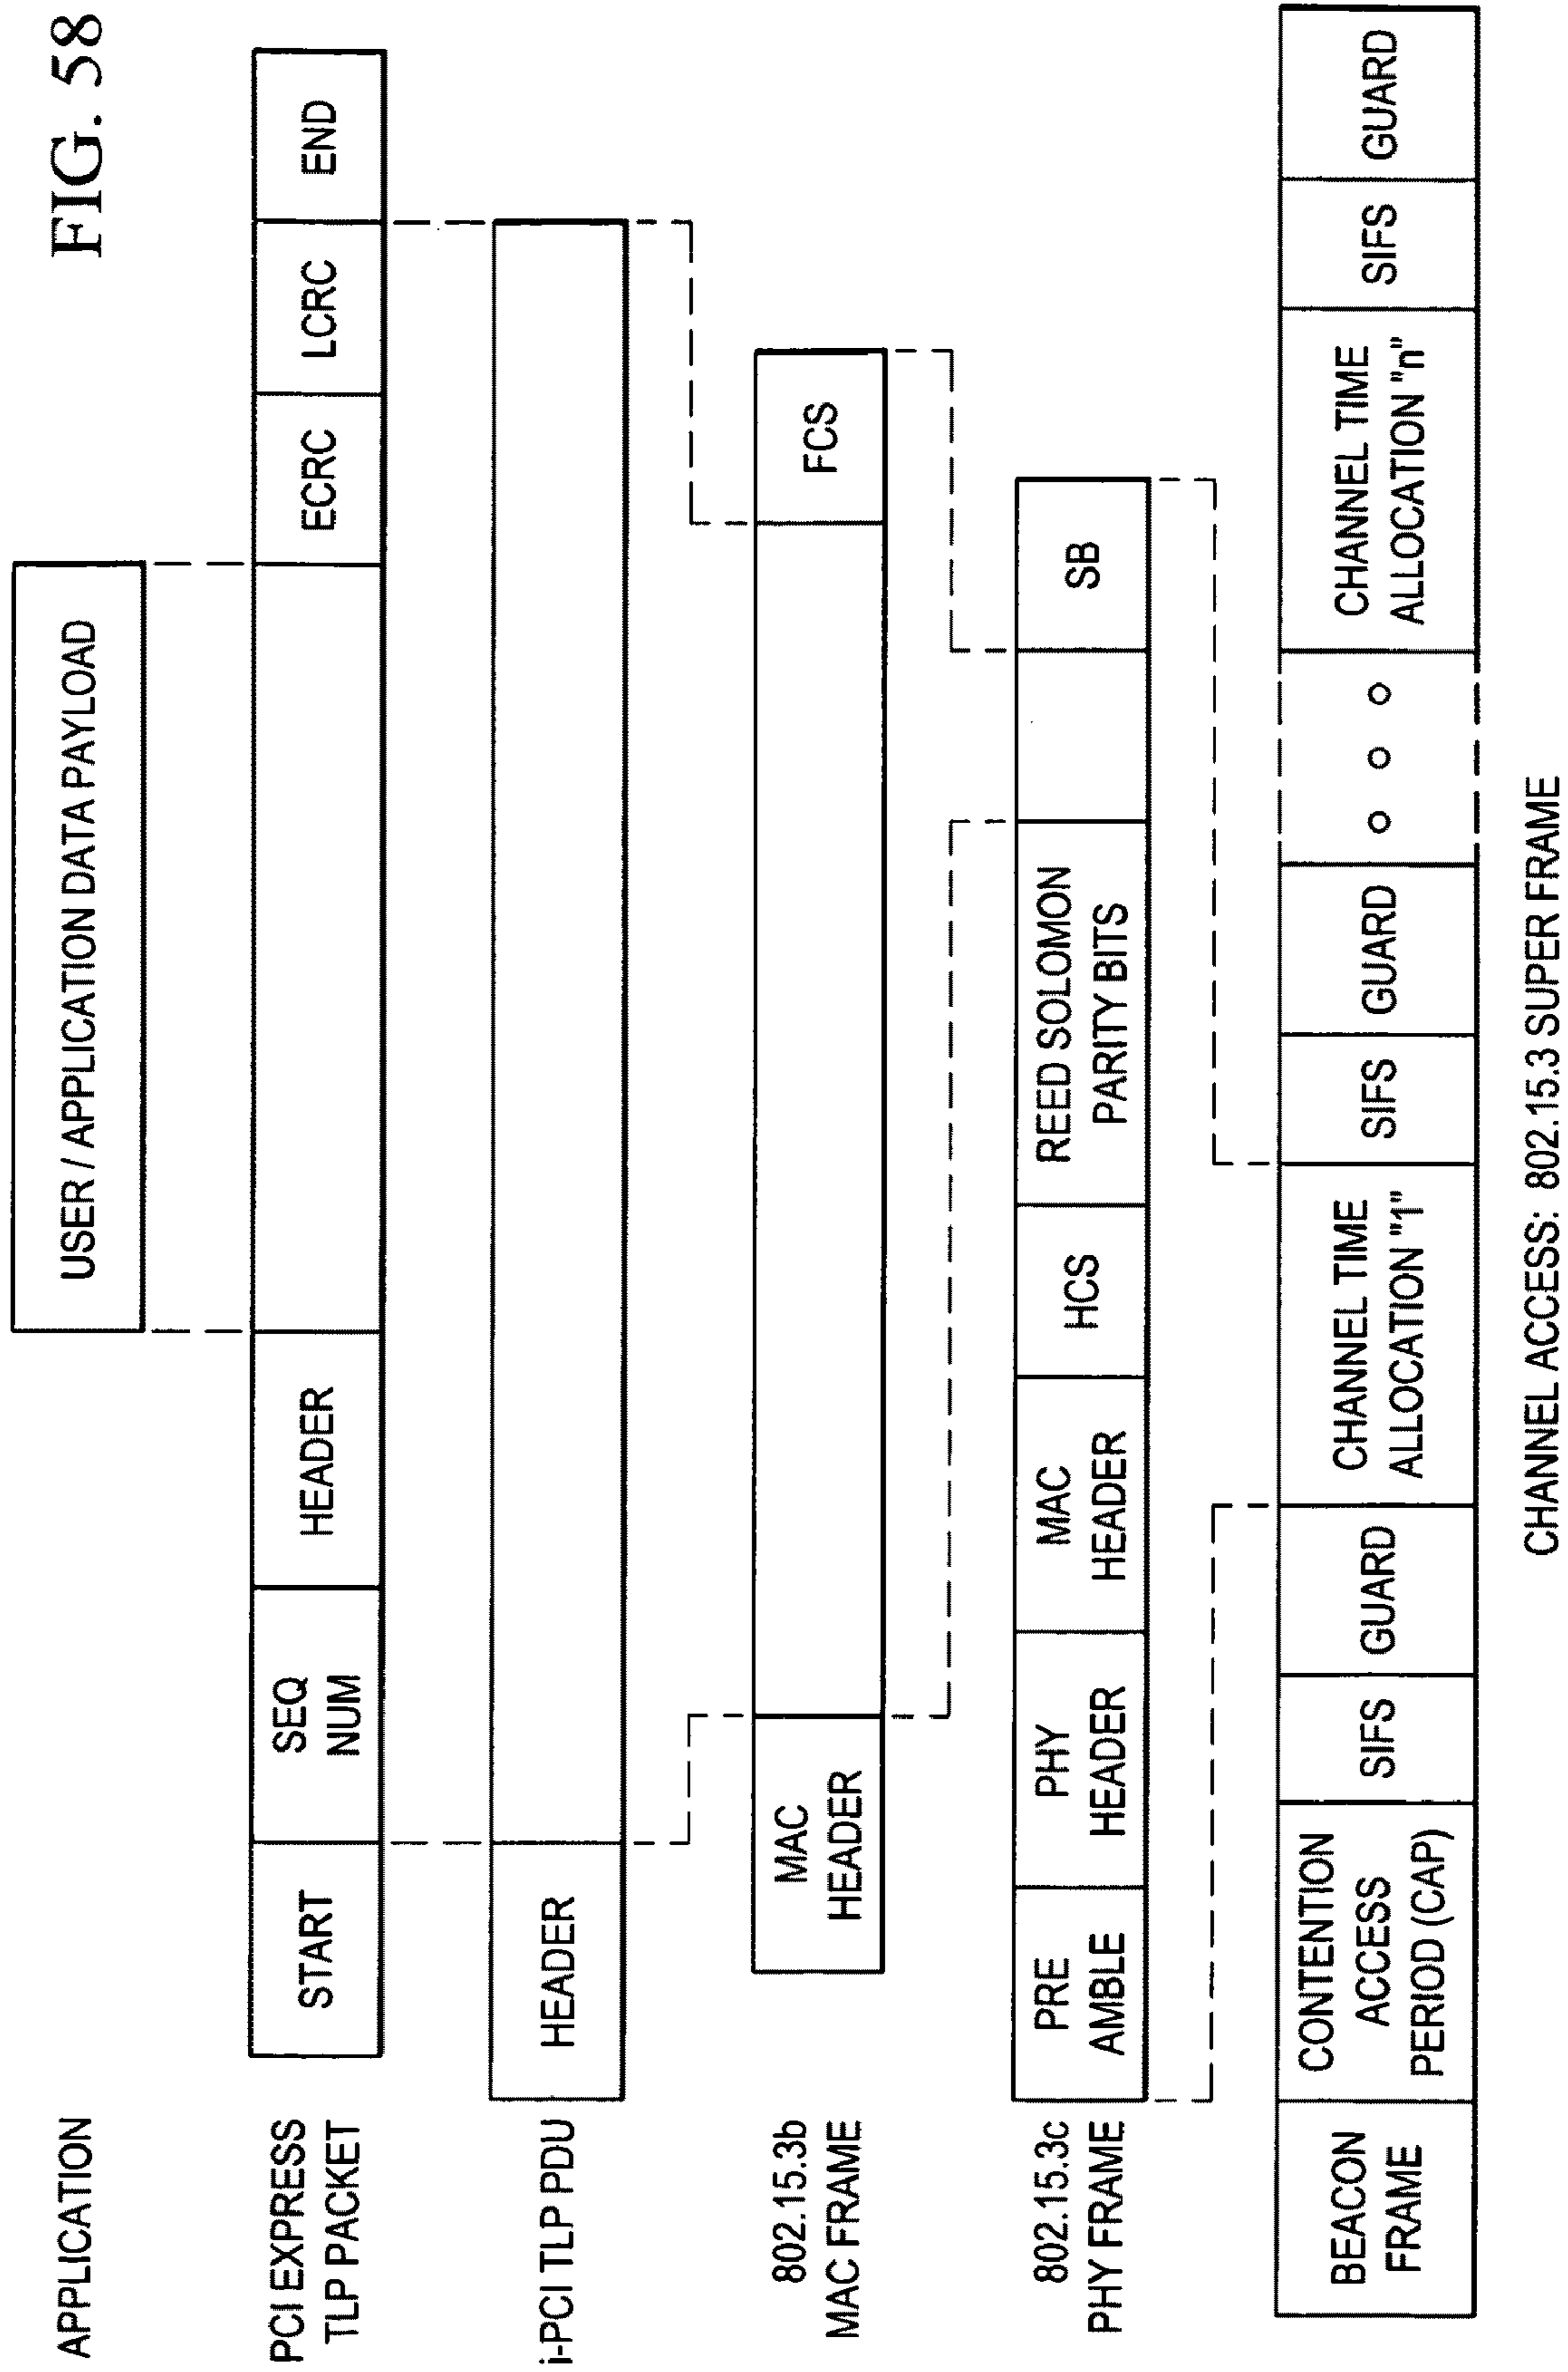 FIG. 58
APPLICATION
USER / APPLICATION DATA PAYLOAD
PCI EXPRESS
TLP PACKET
START
SEQ
NUM
HEADER
ECRC
LCRC
END
i-PCI TLP PDU
HEADER
802.15.3b
MAC FRAME
MAC
HEADER
FCS
802.15.3c
PHY FRAME
PRE
AMBLE
PHY
HEADER
MAC
HEADER
HCS
REED SOLOMON
PARITY BITS
SB
BEACON
FRAME
CONTENTION
ACCESS
PERIOD (CAP)
SIFS
GUARD
CHANNEL TIME
ALLOCATION "1"
SIFS
GUARD
CHANNEL TIME
ALLOCATION "n"
SIFS
GUARD
CHANNEL ACCESS: 802.15.3 SUPER FRAME